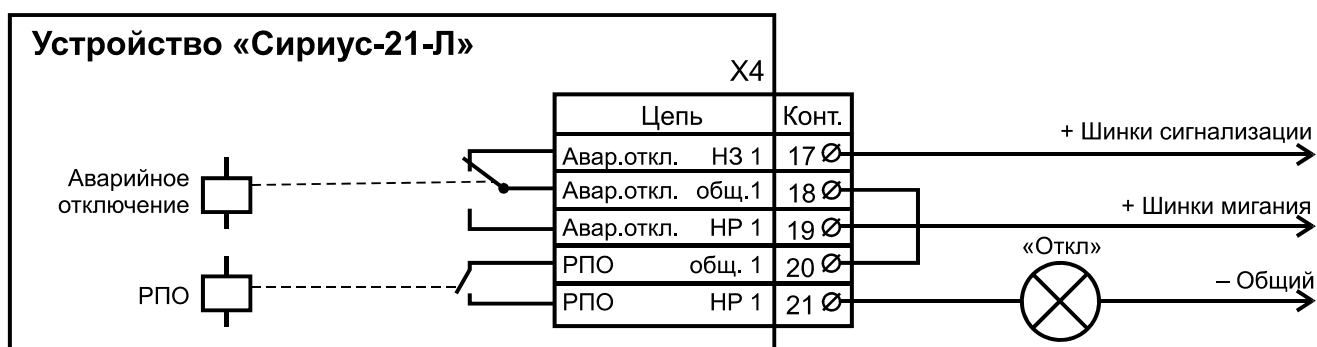 Устройство «Сириус-21-Л»
X4
Цепь Конт.
Авар.откл. НЗ 1 17 + Шинки сигнализации
Аварийное
отключение
Авар.откл. общ.1 18
Авар.откл. НР 1 19 + Шинки мигания
«Откл»
РПО
РПО общ. 1 20
РПО НР 1 21 – Общий